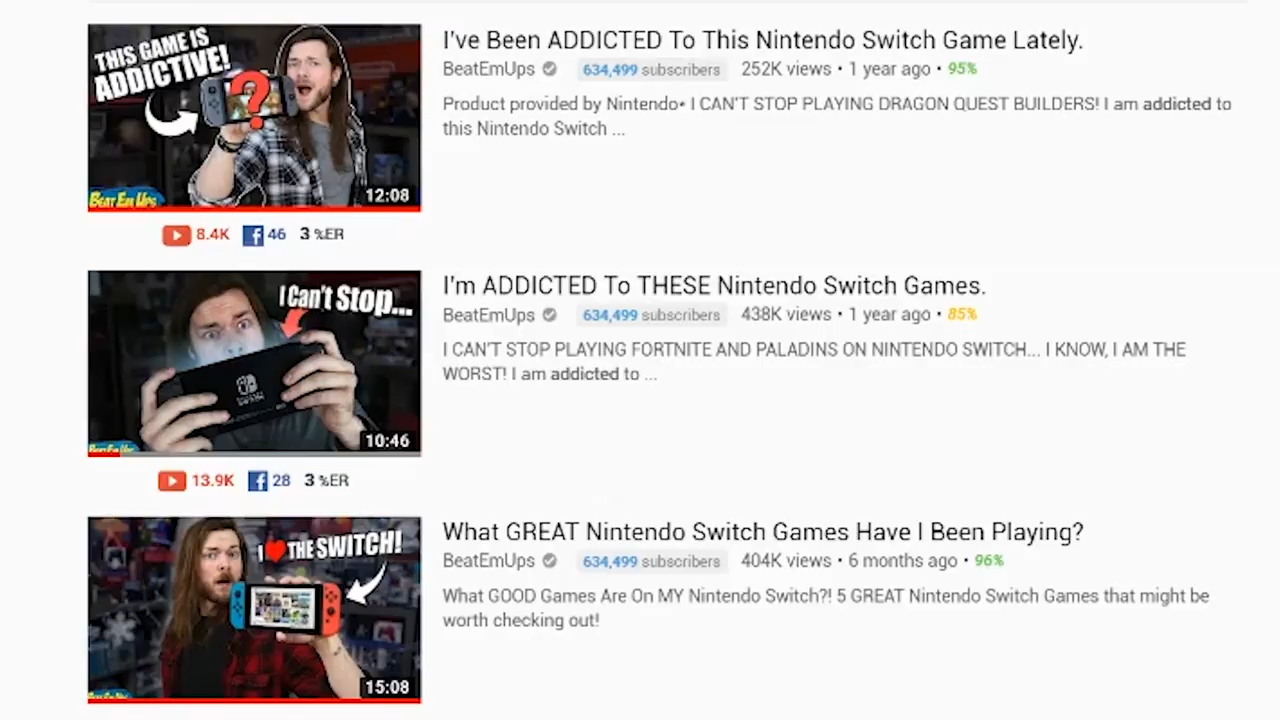 THIS GAME IS
ADDICTIVE!
?
BEAT EM UPS
12:08
I've Been ADDICTED To This Nintendo Switch Game Lately.
BeatEmUps 634,499 subscribers 252K views • 1 year ago • 95%
Product provided by Nintendo• I CAN'T STOP PLAYING DRAGON QUEST BUILDERS! I am addicted to
this Nintendo Switch ...
8.4K f 46 3 %ER
I Can't Stop...
BEAT EM UPS
10:46
I'm ADDICTED To THESE Nintendo Switch Games.
BeatEmUps 634,499 subscribers 438K views • 1 year ago • 85%
I CAN'T STOP PLAYING FORTNITE AND PALADINS ON NINTENDO SWITCH... I KNOW, I AM THE
WORST! I am addicted to ...
13.9K f 28 3 %ER
I ❤ THE SWITCH!
15:08
What GREAT Nintendo Switch Games Have I Been Playing?
BeatEmUps 634,499 subscribers 404K views • 6 months ago • 96%
What GOOD Games Are On MY Nintendo Switch?! 5 GREAT Nintendo Switch Games that might be
worth checking out!